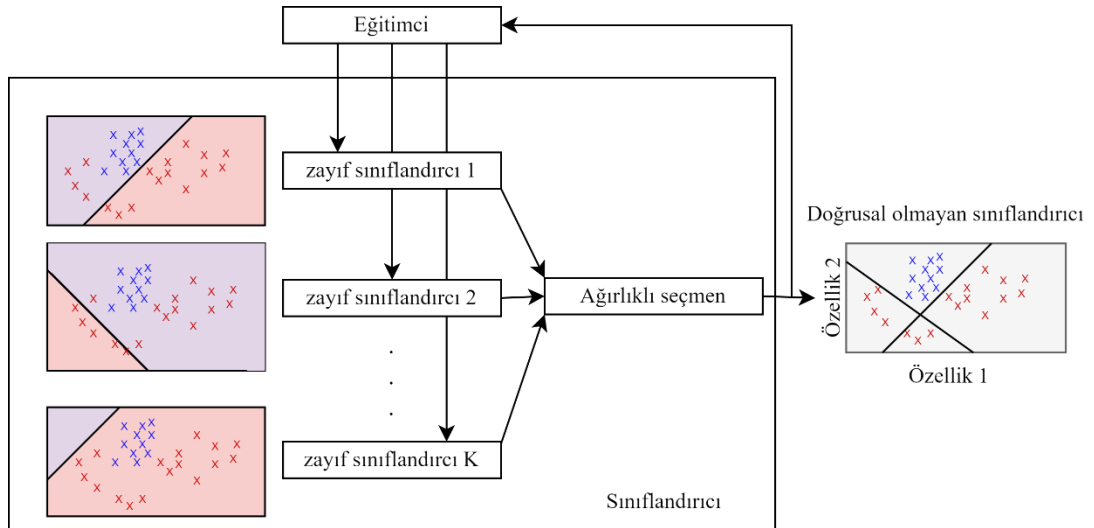 Eğitimci
zayıf sınıflandırcı 1
Doğrusal olmayan sınıflandırıcı
zayıf sınıflandırcı 2
Ağırlıklı seçmen
Özellik 2
Özellik 1
.
.
.
zayıf sınıflandırcı K
Sınıflandırıcı